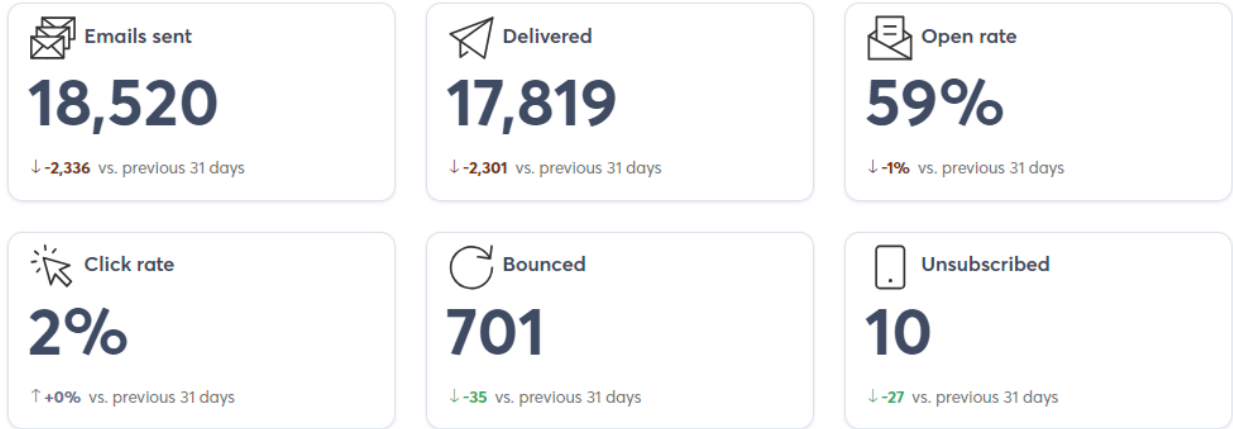 Emails sent
18,520
↓ -2,336 vs. previous 31 days
Delivered
17,819
↓ -2,301 vs. previous 31 days
Open rate
59%
↓ -1% vs. previous 31 days
Click rate
2%
↑ +0% vs. previous 31 days
Bounced
701
↓ -35 vs. previous 31 days
Unsubscribed
10
↓ -27 vs. previous 31 days